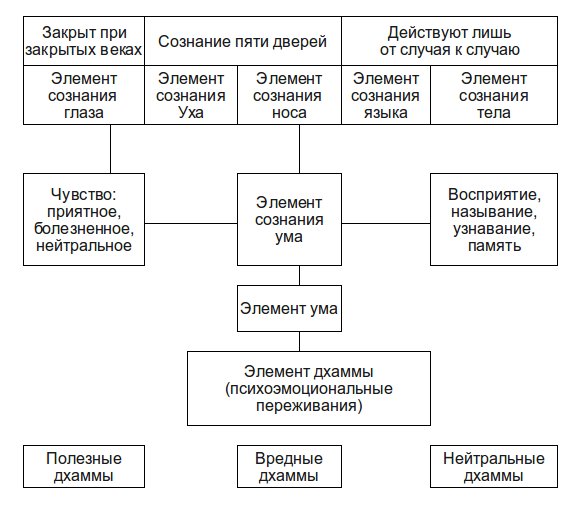 Закрыт при
закрытых веках
Сознание пяти дверей
Действуют лишь
от случая к случаю
Элемент
сознания
глаза
Элемент
сознания
Уха
Элемент
сознания
носа
Элемент
сознания
языка
Элемент
сознания
тела
Чувство:
приятное,
болезненное,
нейтральное
Элемент
сознания
ума
Восприятие,
называние,
узнавание,
память
Элемент ума
Элемент дхаммы
(психоэмоциональные
переживания)
Полезные
дхаммы
Вредные
дхаммы
Нейтральные
дхаммы